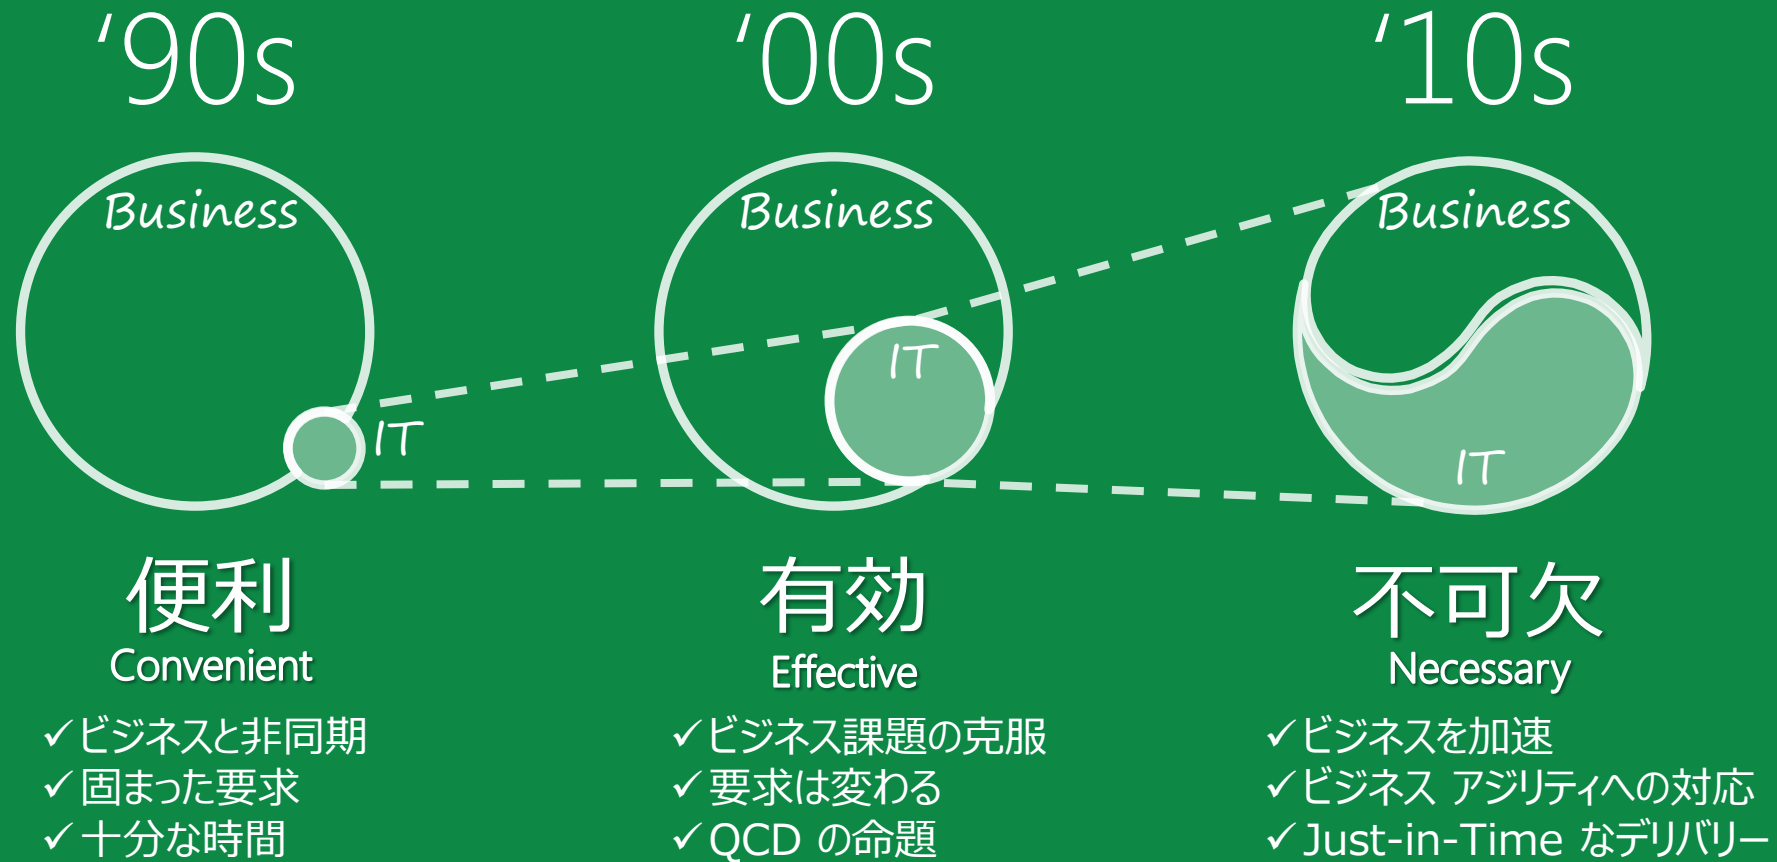 ‘90s
Business
IT
便利
Convenient
✓ビジネスと非同期
✓固まった要求
✓十分な時間
‘00s
Business
IT
有効
Effective
✓ビジネス課題の克服
✓要求は変わる
✓QCD の命題
‘10s
Business
IT
不可欠
Necessary
✓ビジネスを加速
✓ビジネス アジリティへの対応
✓Just-in-Time なデリバリー